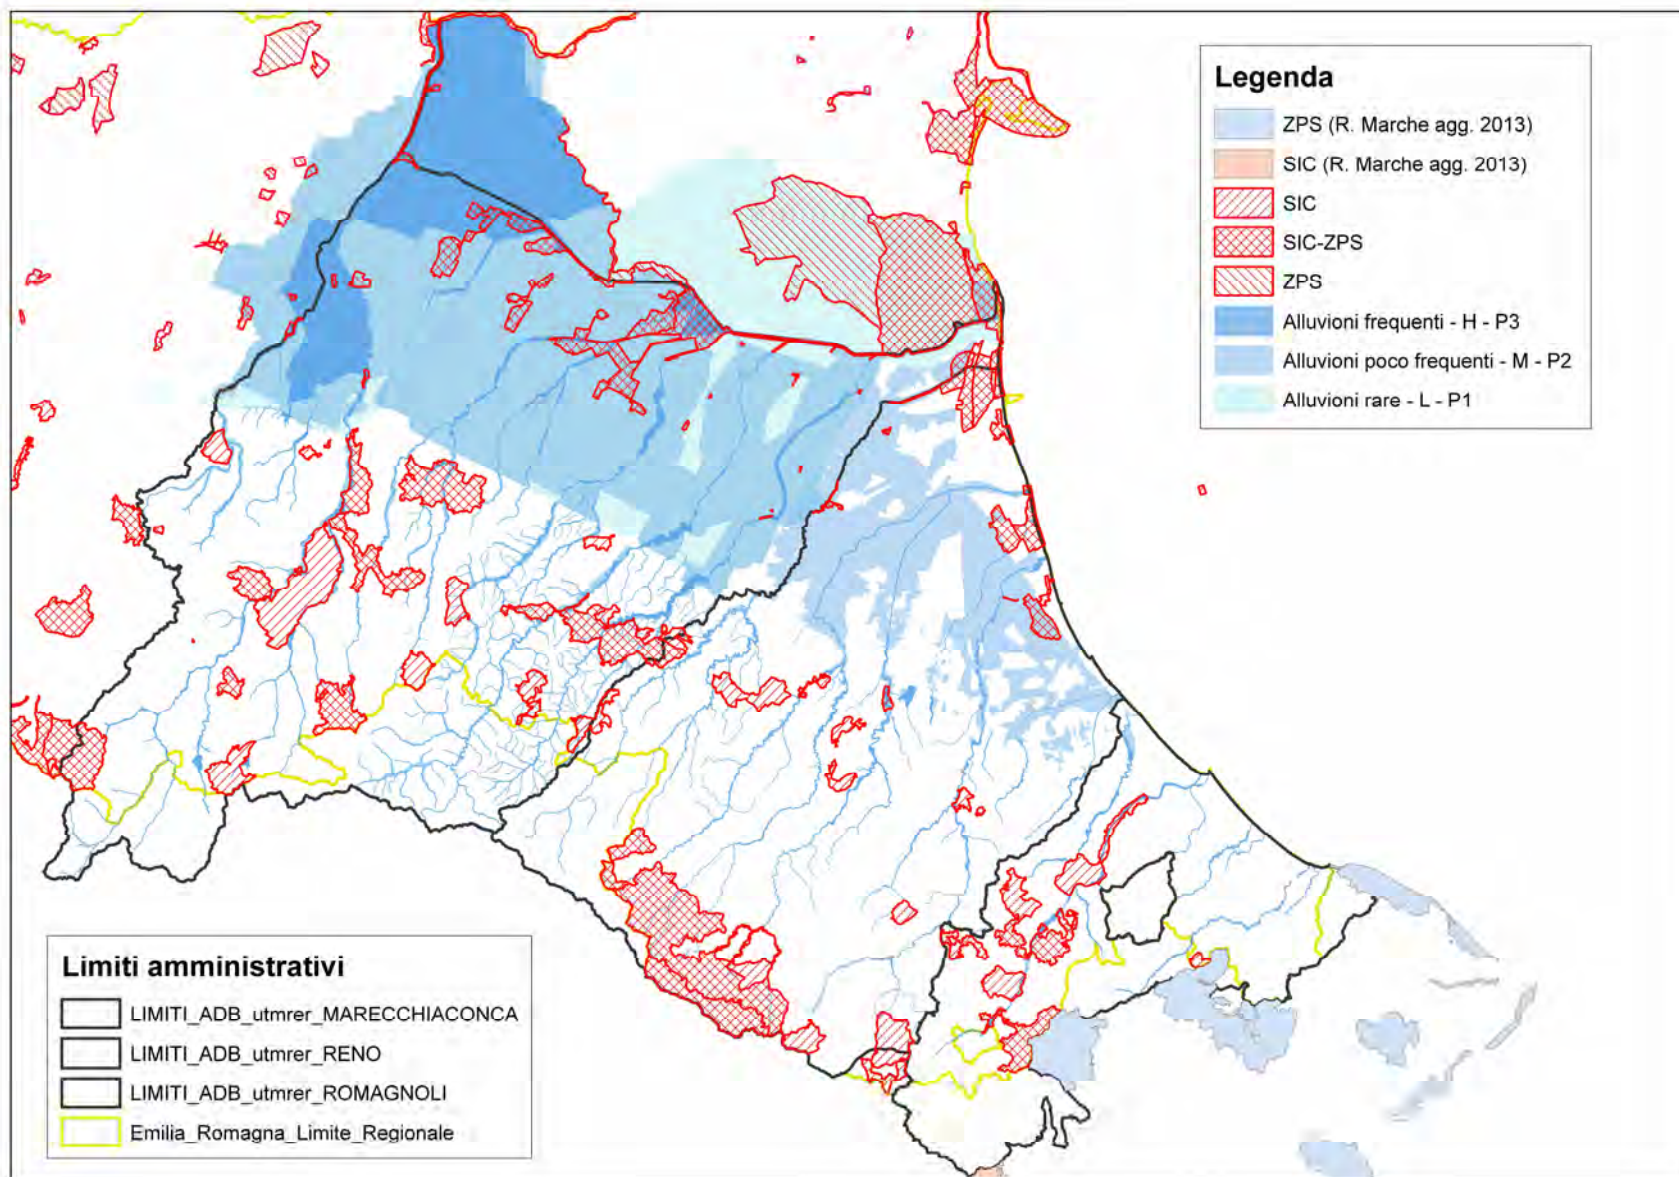 Legenda
ZPS (R. Marche agg. 2013)
SIC (R. Marche agg. 2013)
SIC
SIC-ZPS
ZPS
Alluvioni frequenti - H - P3
Alluvioni poco frequenti - M - P2
Alluvioni rare - L - P1
Limiti amministrativi
LIMITI_ADB_utmrer_MARECCHIACONCA
LIMITI_ADB_utmrer_RENO
LIMITI_ADB_utmrer_ROMAGNOLI
Emilia_Romagna_Limite_Regionale